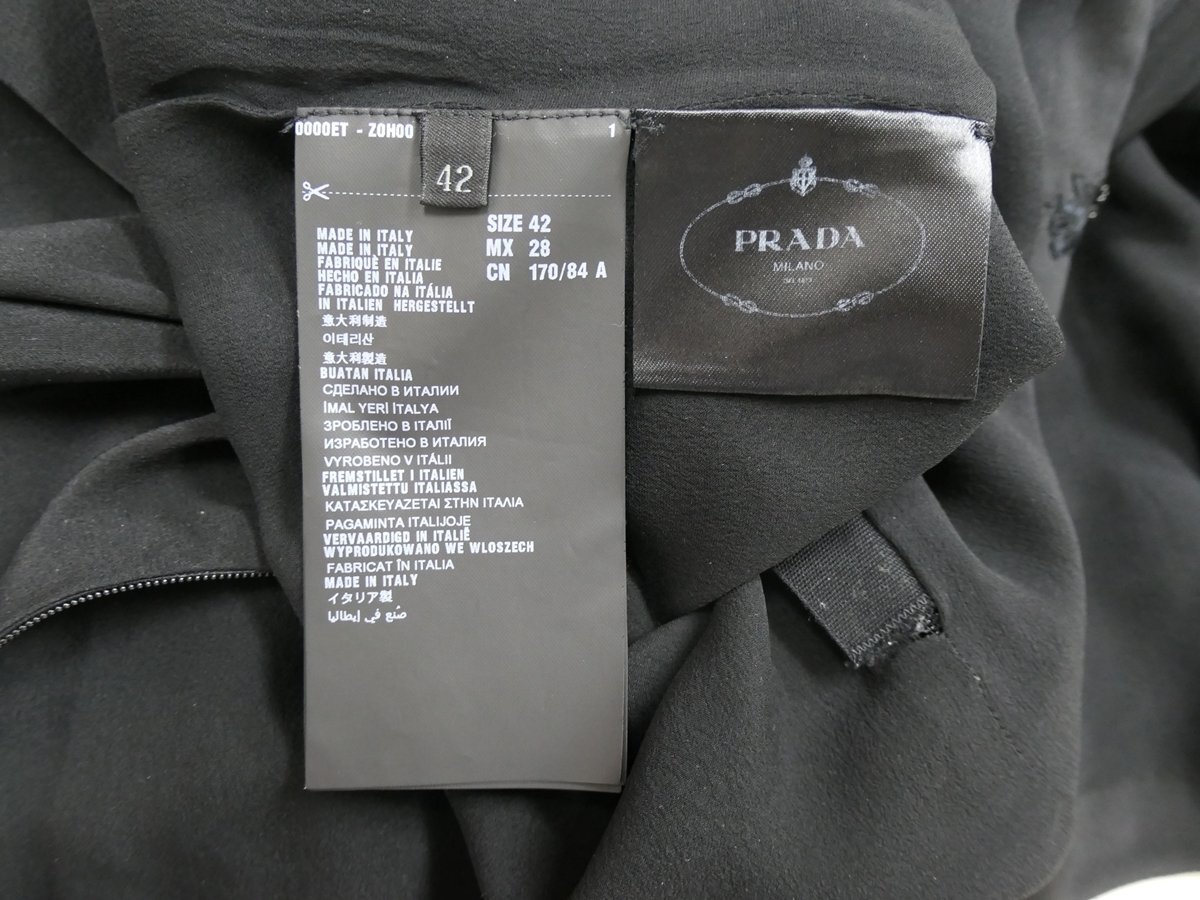 0000ET - Z0H00 1
42
MADE IN ITALY
MADE IN ITALY
FABRIQUÈ EN ITALIE
HECHO EN ITALIA
FABRICADO NA ITÁLIA
IN ITALIEN HERGESTELLT
意大利制造
이태리산
意大利製造
BUATAN ITALIA
СДЕЛАНО В ИТАЛИИ
İMAL YERİ İTALYA
ЗРОБЛЕНО В ІТАЛІЇ
ИЗРАБОТЕНО В ИТАЛИЯ
VYROBENO V ITÁLII
FREMSTILLET I ITALIEN
VALMISTETTU ITALIASSA
ΚΑΤΑΣΚΕΥΑΖΕΤΑΙ ΣΤΗΝ ΙΤΑΛΙΑ
PAGAMINTA ITALIJOJE
VERVAARDIGD IN ITALIË
WYPRODUKOWANO WE WLOSZECH
FABRICAT ÎN ITALIA
MADE IN ITALY
イタリア製
صُنع في إيطاليا
SIZE 42
MX 28
CN 170/84 A
PRADA
MILANO